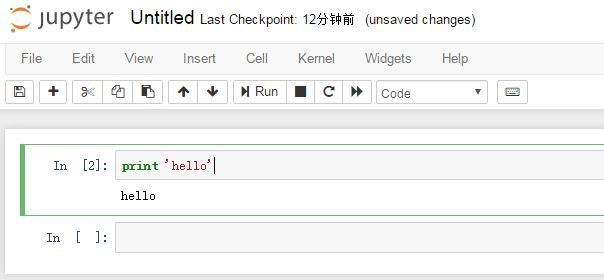 jupyter Untitled Last Checkpoint: 12分钟前 (unsaved changes)
File Edit View Insert Cell Kernel Widgets Help
Run Code
In [2]: print 'hello'
hello
In [ ]: